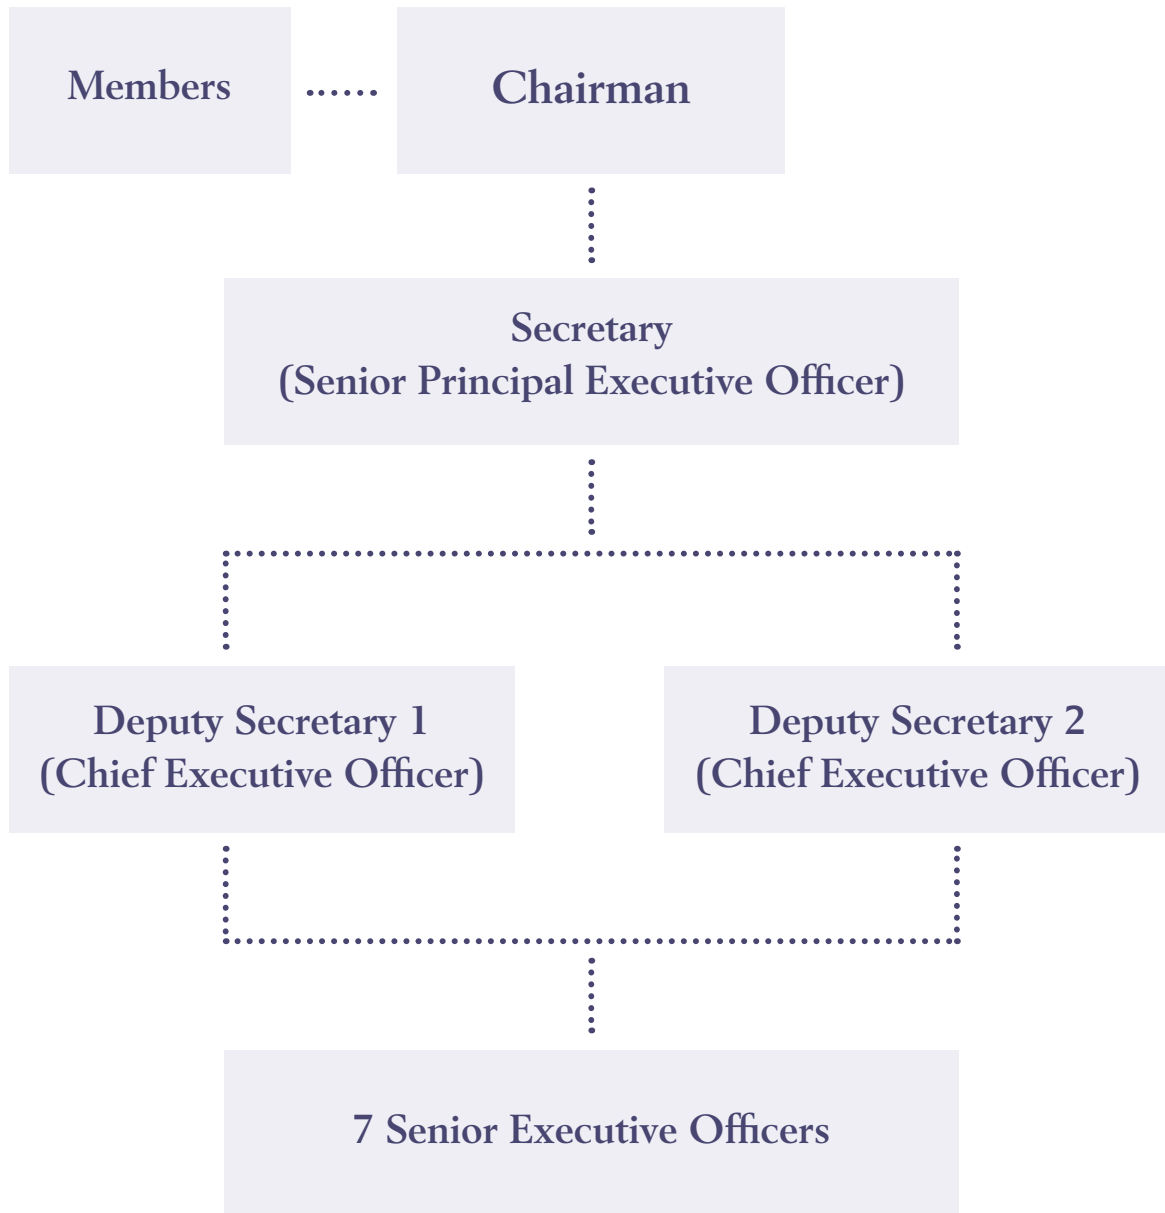 Members
Chairman
Secretary
(Senior Principal Executive Officer)
Deputy Secretary 1
(Chief Executive Officer)
Deputy Secretary 2
(Chief Executive Officer)
7 Senior Executive Officers